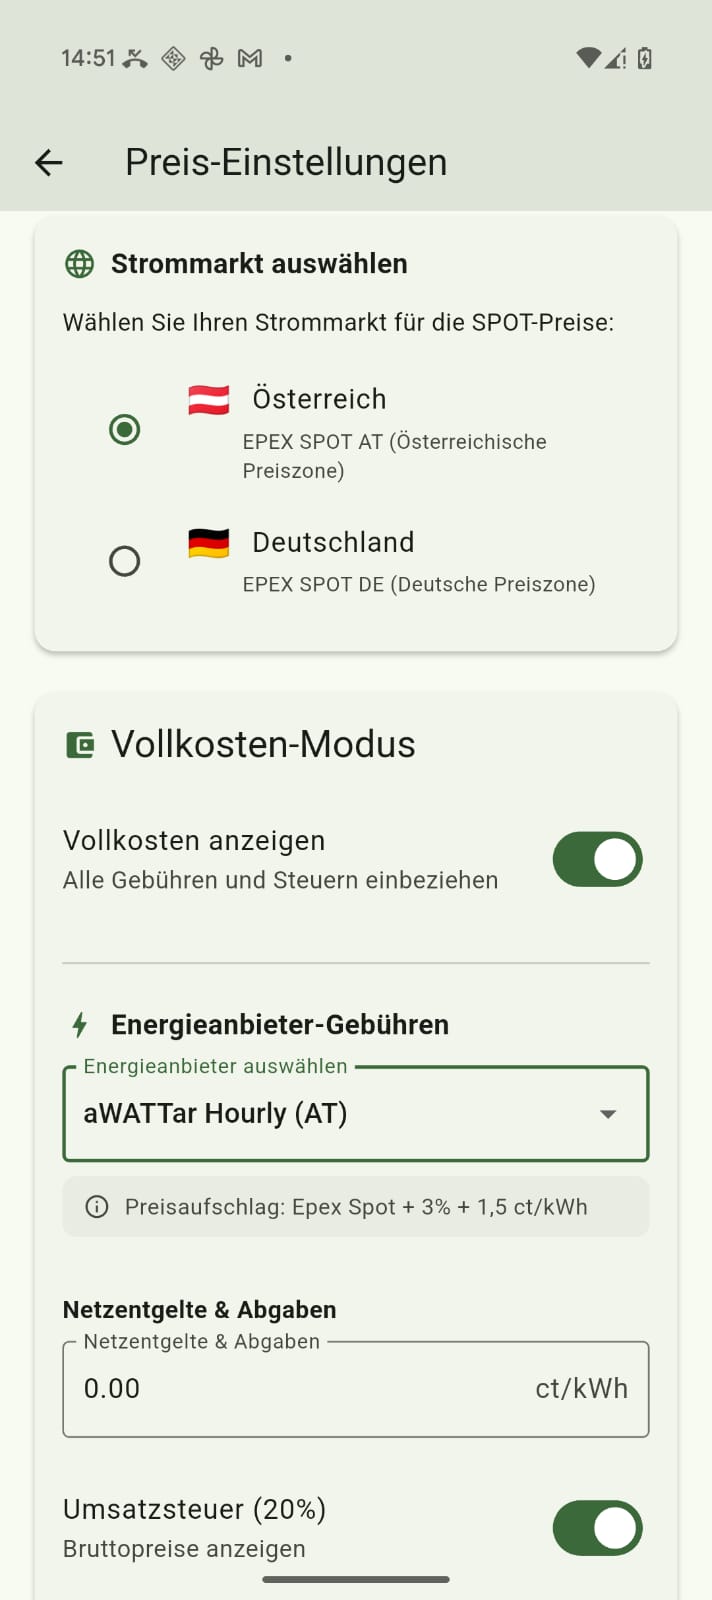 14:51
Preis-Einstellungen
Strommarkt auswählen
Wählen Sie Ihren Strommarkt für die SPOT-Preise:
Österreich
EPEX SPOT AT (Österreichische
Preiszone)
Deutschland
EPEX SPOT DE (Deutsche Preiszone)
Vollkosten-Modus
Vollkosten anzeigen
Alle Gebühren und Steuern einbeziehen
Energieanbieter-Gebühren
Energieanbieter auswählen
aWATTar Hourly (AT)
Preisaufschlag: Epex Spot + 3% + 1,5 ct/kWh
Netzentgelte & Abgaben
Netzentgelte & Abgaben
0.00 ct/kWh
Umsatzsteuer (20%)
Bruttopreise anzeigen